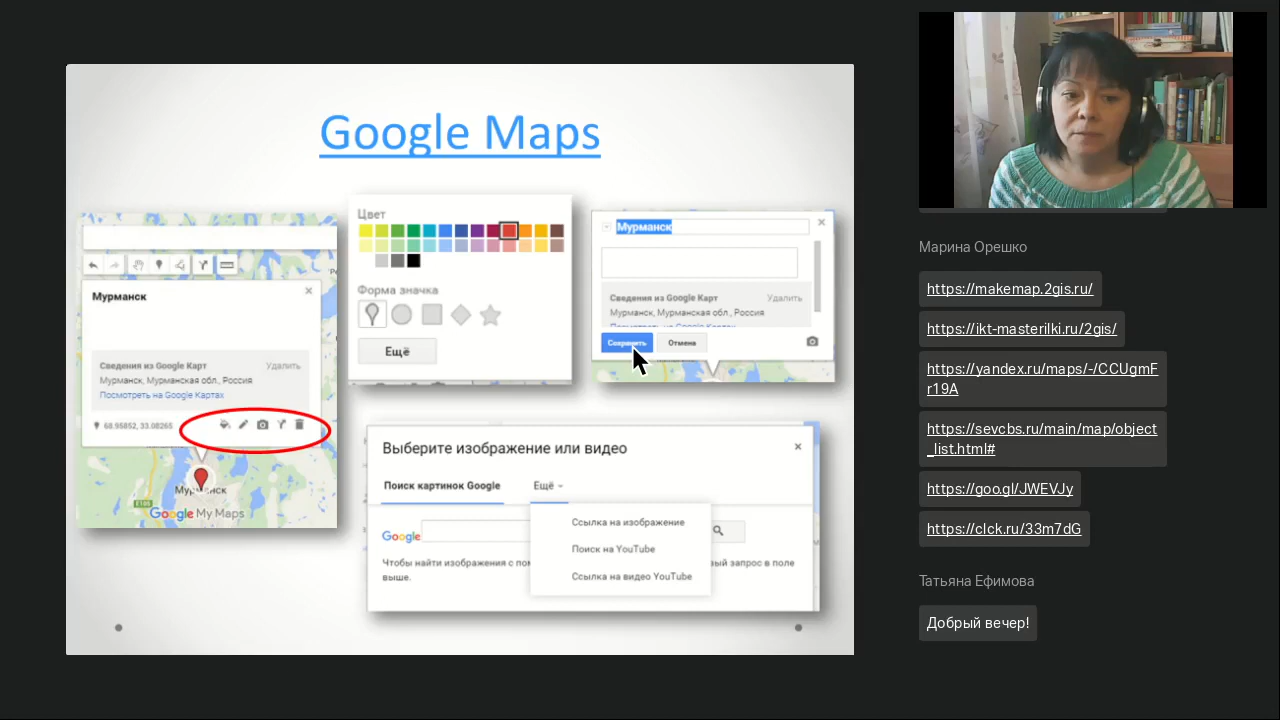 Google Maps
Мурманск
Сведения из Google Карт Удалить
Мурманск, Мурманская обл., Россия
Посмотреть на Google Картах
68.95852, 33.08265
E105
Google My Maps
Цвет
Форма значка
Ещё
Мурманск
Сведения из Google Карт Удалить
Мурманск, Мурманская обл., Россия
Посмотреть на Google Картах
Сохранить Отмена
Выберите изображение или видео
Поиск картинок Google Ещё
Google
Ссылка на изображение
Поиск на YouTube
Ссылка на видео YouTube
Чтобы найти изображения с
запрос в поле
выше.
Марина Орешко
https://makemap.2gis.ru/
https://ikt-masterilki.ru/2gis/
https://yandex.ru/maps/-/CCUgmF
r19A
https://sevcbs.ru/main/map/object
_list.html#
https://goo.gl/JWEVJy
https://clck.ru/33m7dG
Татьяна Ефимова
Добрый вечер!